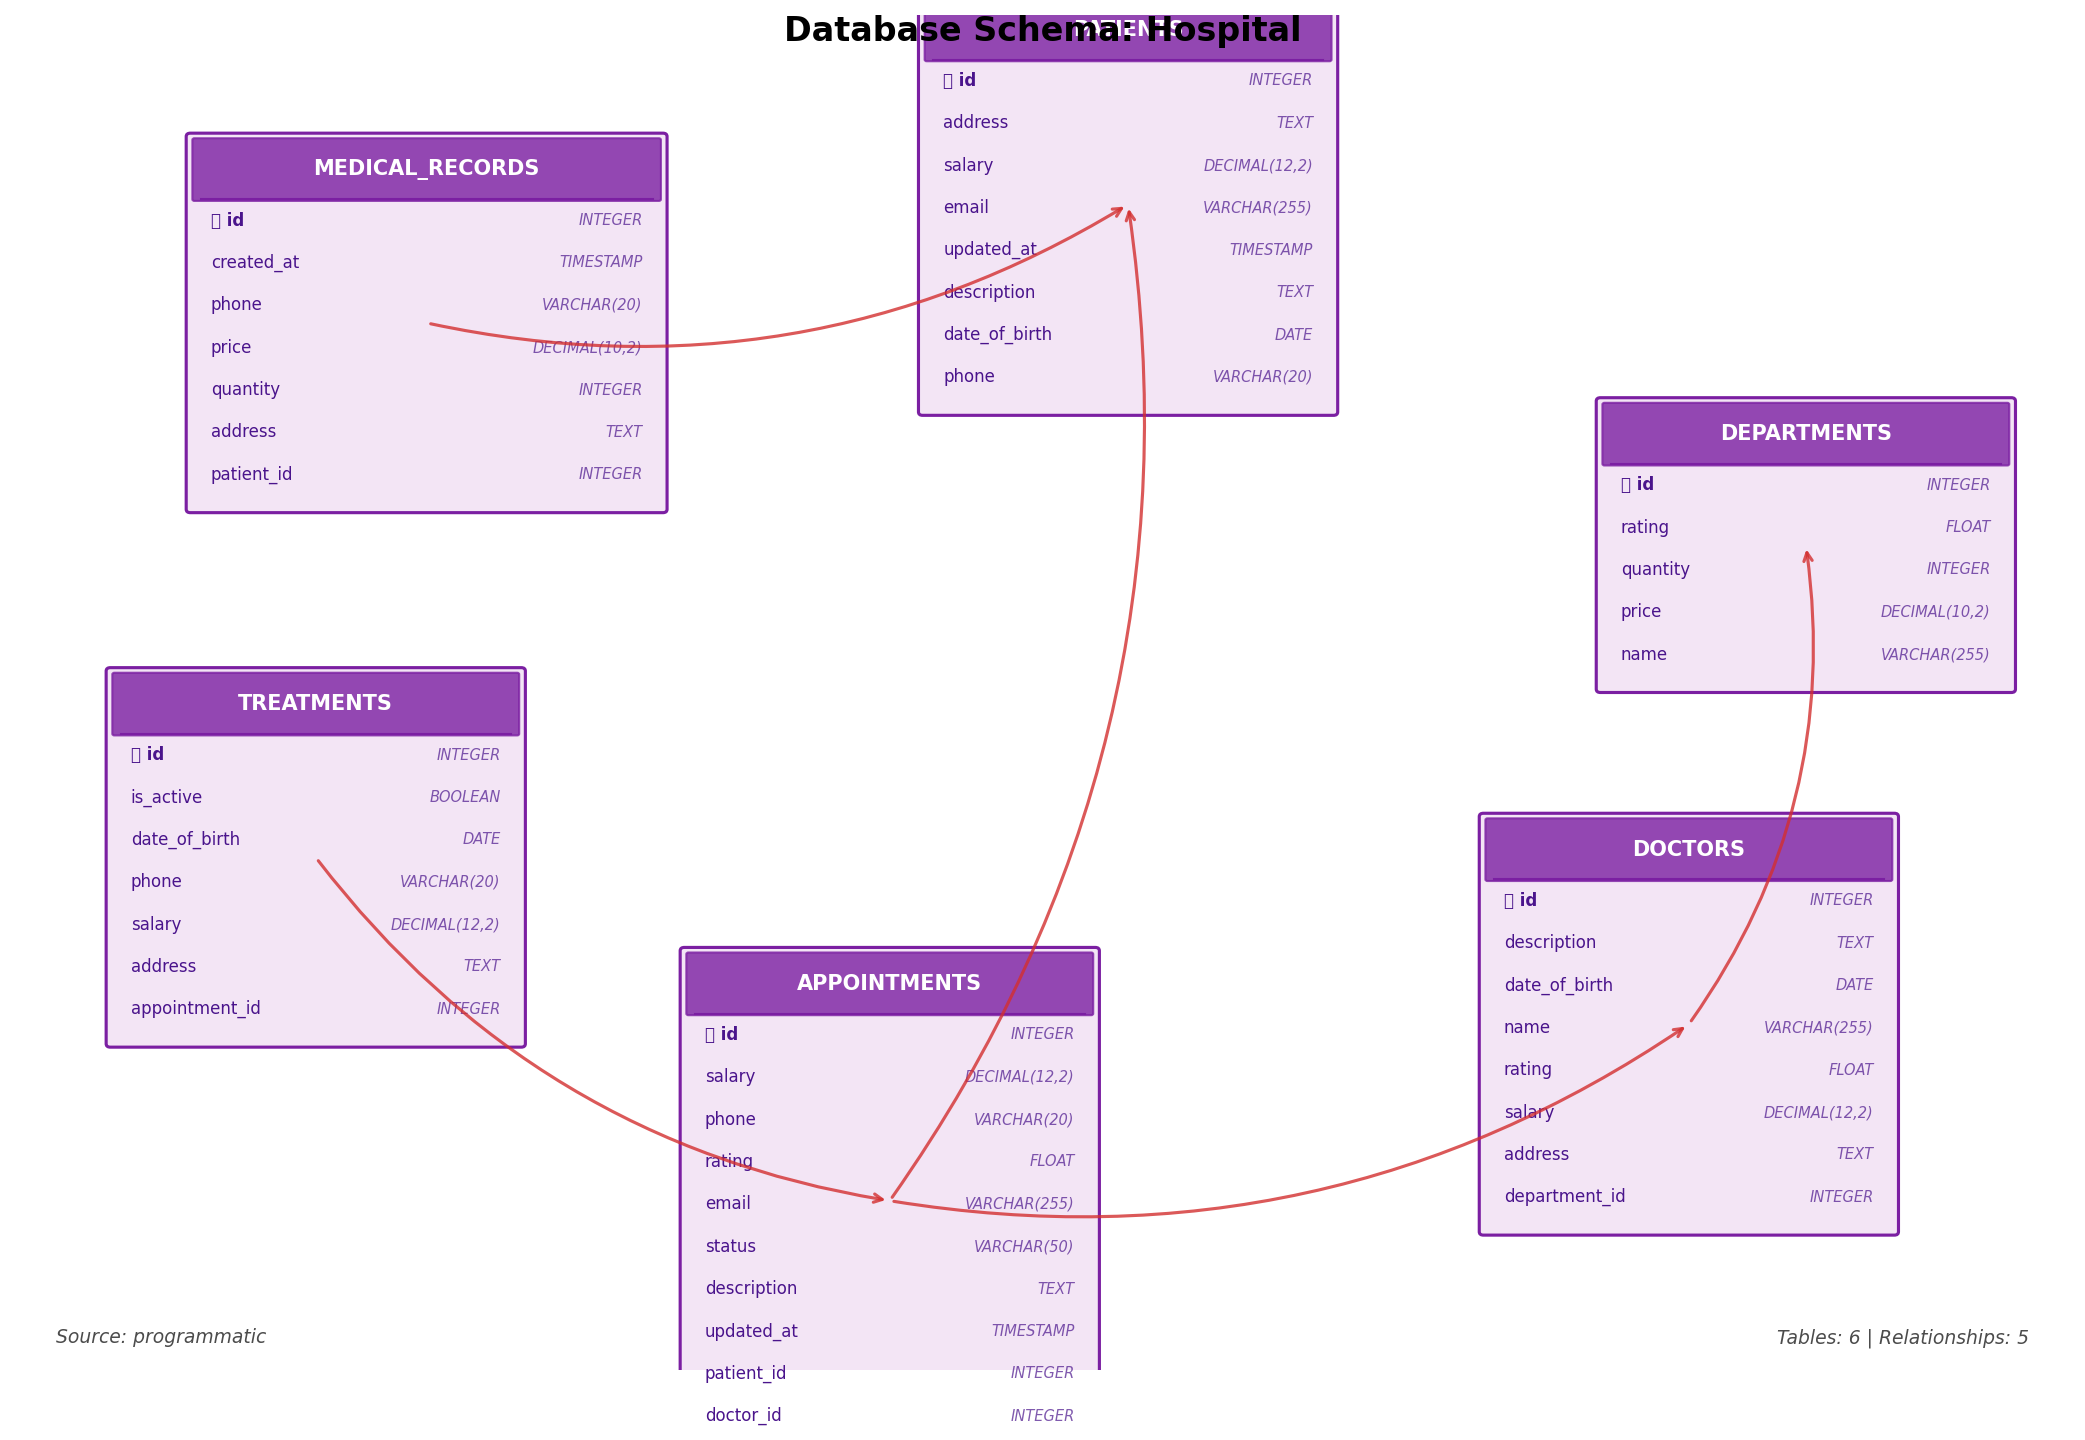 Database Schema: Hospital
PATIENTS
id INTEGER
address TEXT
salary DECIMAL(12,2)
email VARCHAR(255)
updated_at TIMESTAMP
description TEXT
date_of_birth DATE
phone VARCHAR(20)
MEDICAL_RECORDS
id INTEGER
created_at TIMESTAMP
phone VARCHAR(20)
price DECIMAL(10,2)
quantity INTEGER
address TEXT
patient_id INTEGER
DEPARTMENTS
id INTEGER
rating FLOAT
quantity INTEGER
price DECIMAL(10,2)
name VARCHAR(255)
TREATMENTS
id INTEGER
is_active BOOLEAN
date_of_birth DATE
phone VARCHAR(20)
salary DECIMAL(12,2)
address TEXT
appointment_id INTEGER
DOCTORS
id INTEGER
description TEXT
date_of_birth DATE
name VARCHAR(255)
rating FLOAT
salary DECIMAL(12,2)
address TEXT
department_id INTEGER
APPOINTMENTS
id INTEGER
salary DECIMAL(12,2)
phone VARCHAR(20)
rating FLOAT
email VARCHAR(255)
status VARCHAR(50)
description TEXT
updated_at TIMESTAMP
patient_id INTEGER
doctor_id INTEGER
Source: programmatic
Tables: 6 | Relationships: 5